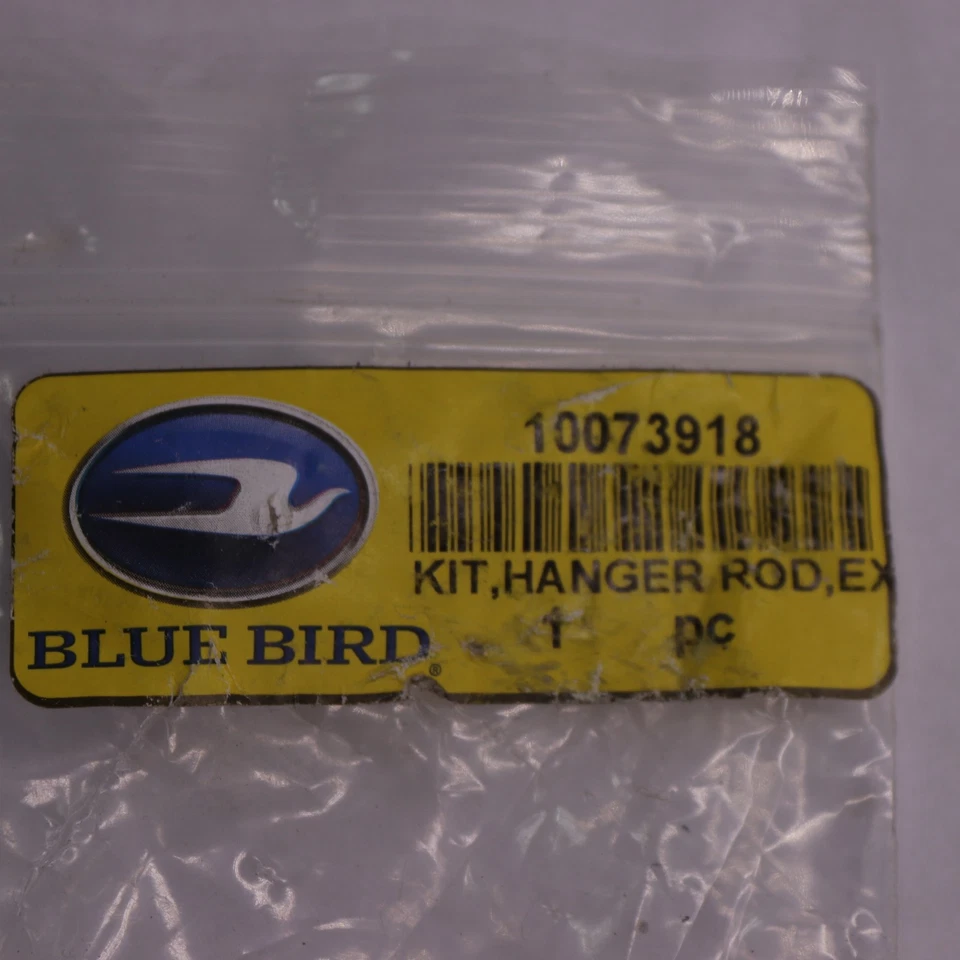 10073918
KIT,HANGER ROD,EX
1 pc
BLUE BIRD®